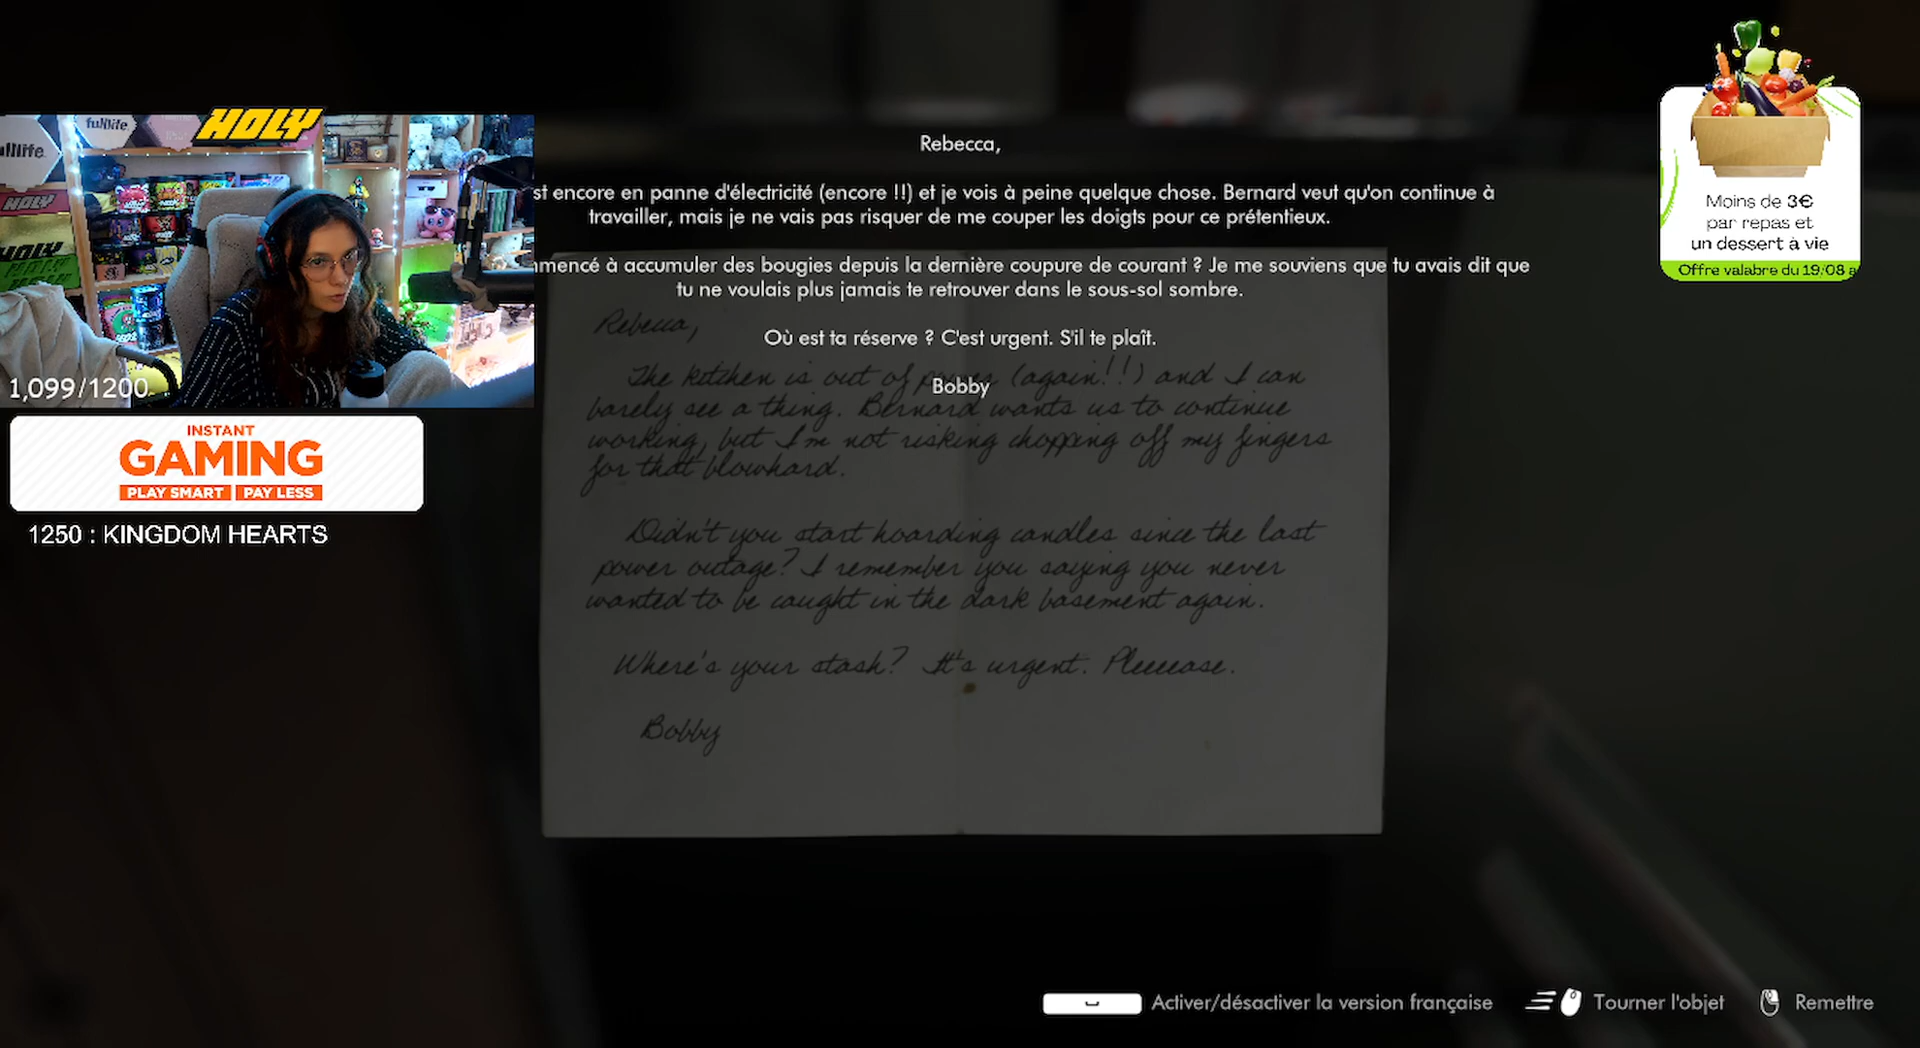 HOLY
fulllife
HOLY
HOLY
1,099/1200
INSTANT
GAMING
PLAY SMART PAY LESS
1250 : KINGDOM HEARTS
Rebecca,
encore en panne d'électricité (encore !!) et je vois à peine quelque chose. Bernard veut qu'on continue à
travailler, mais je ne vais pas risquer de me couper les doigts pour ce prétentieux.
à accumuler des bougies depuis la dernière coupure de courant ? Je me souviens que tu avais dit que
tu ne voulais plus jamais te retrouver dans le sous-sol sombre.
Où est ta réserve ? C'est urgent. S'il te plaît.
Bobby
Rebecca,
The kitchen is out of power (again!!) and I can
barely see a thing. Bernard wants us to continue
working, but I'm not risking chopping off my fingers
for that blowhard.
Didn't you start hoarding candles since the last
power outage? I remember you saying you never
wanted to be caught in the dark basement again.
Where's your stash? It's urgent. Pleeease.
Bobby
Moins de 3€
par repas et
un dessert à vie
Offre valabre du 19/08 a
Activer/désactiver la version française
Tourner l'objet
Remettre